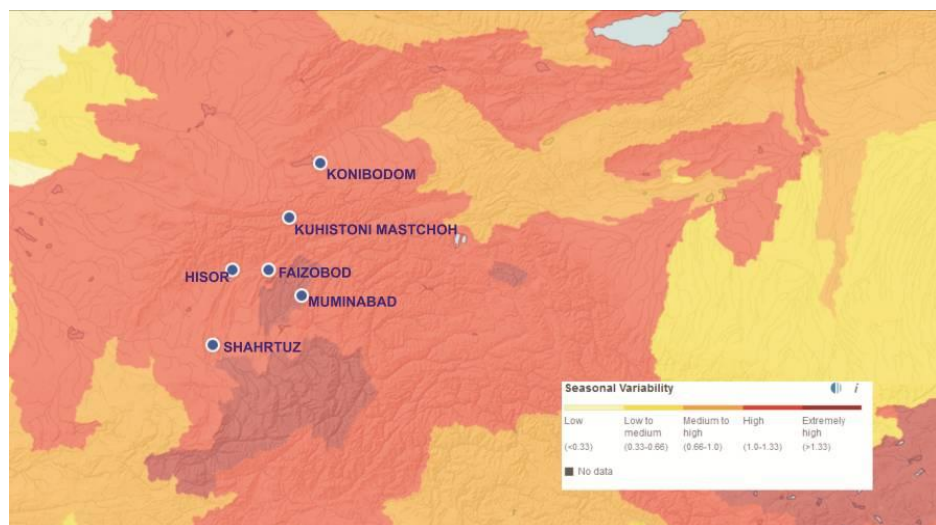 KONIBODOM
KUHISTONI MASTCHOH
HISOR
FAIZOBOD
MUMINABAD
SHAHRTUZ
Seasonal Variability i
Low
Low to medium
Medium to high
High
Extremely high
(<0.33)
(0.33-0.66)
(0.66-1.0)
(1.0-1.33)
(>1.33)
No data